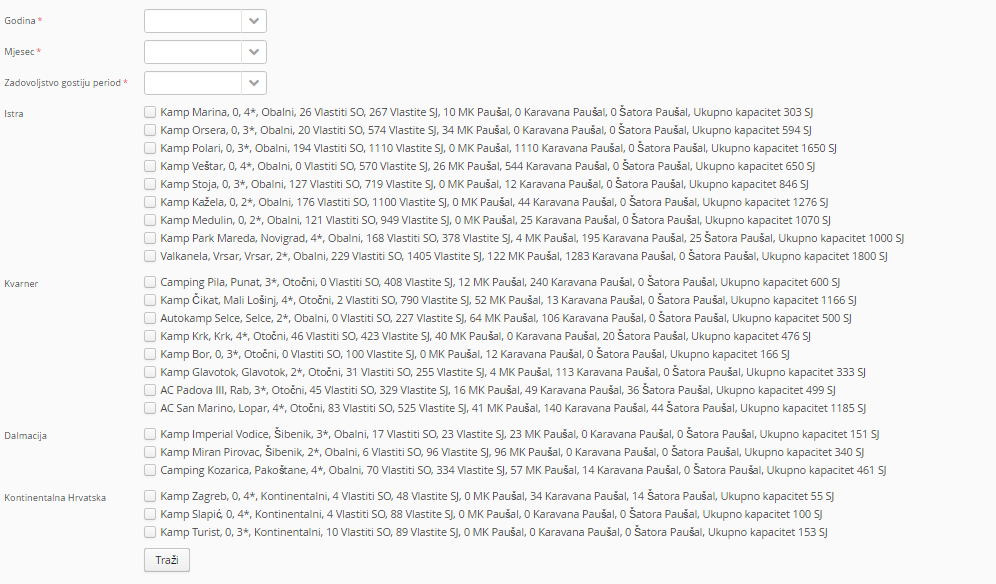 Godina *
Mjesec *
Zadovoljstvo gostiju period *
Istra
Kamp Marina, 0, 4*, Obalni, 26 Vlastiti SO, 267 Vlastite SJ, 10 MK Paušal, 0 Karavana Paušal, 0 Šatora Paušal, Ukupno kapacitet 303 SJ
Kamp Orsera, 0, 3*, Obalni, 20 Vlastiti SO, 574 Vlastite SJ, 34 MK Paušal, 0 Karavana Paušal, 0 Šatora Paušal, Ukupno kapacitet 594 SJ
Kamp Polari, 0, 3*, Obalni, 194 Vlastiti SO, 1110 Vlastite SJ, 0 MK Paušal, 1110 Karavana Paušal, 0 Šatora Paušal, Ukupno kapacitet 1650 SJ
Kamp Veštar, 0, 4*, Obalni, 0 Vlastiti SO, 570 Vlastite SJ, 26 MK Paušal, 544 Karavana Paušal, 0 Šatora Paušal, Ukupno kapacitet 650 SJ
Kamp Stoja, 0, 3*, Obalni, 127 Vlastiti SO, 719 Vlastite SJ, 0 MK Paušal, 12 Karavana Paušal, 0 Šatora Paušal, Ukupno kapacitet 846 SJ
Kamp Kažela, 0, 2*, Obalni, 176 Vlastiti SO, 1100 Vlastite SJ, 0 MK Paušal, 44 Karavana Paušal, 0 Šatora Paušal, Ukupno kapacitet 1276 SJ
Kamp Medulin, 0, 2*, Obalni, 121 Vlastiti SO, 949 Vlastite SJ, 0 MK Paušal, 25 Karavana Paušal, 0 Šatora Paušal, Ukupno kapacitet 1070 SJ
Kamp Park Mareda, Novigrad, 4*, Obalni, 168 Vlastiti SO, 378 Vlastite SJ, 4 MK Paušal, 195 Karavana Paušal, 25 Šatora Paušal, Ukupno kapacitet 1000 SJ
Valkanela, Vrsar, Vrsar, 2*, Obalni, 229 Vlastiti SO, 1405 Vlastite SJ, 122 MK Paušal, 1283 Karavana Paušal, 0 Šatora Paušal, Ukupno kapacitet 1800 SJ
Kvarner
Camping Pila, Punat, 3*, Otočni, 0 Vlastiti SO, 408 Vlastite SJ, 12 MK Paušal, 240 Karavana Paušal, 0 Šatora Paušal, Ukupno kapacitet 600 SJ
Kamp Čikat, Mali Lošinj, 4*, Otočni, 2 Vlastiti SO, 790 Vlastite SJ, 52 MK Paušal, 13 Karavana Paušal, 0 Šatora Paušal, Ukupno kapacitet 1166 SJ
Autokamp Selce, Selce, 2*, Obalni, 0 Vlastiti SO, 227 Vlastite SJ, 64 MK Paušal, 106 Karavana Paušal, 0 Šatora Paušal, Ukupno kapacitet 500 SJ
Kamp Krk, Krk, 4*, Otočni, 46 Vlastiti SO, 423 Vlastite SJ, 40 MK Paušal, 0 Karavana Paušal, 20 Šatora Paušal, Ukupno kapacitet 476 SJ
Kamp Bor, 0, 3*, Otočni, 0 Vlastiti SO, 100 Vlastite SJ, 0 MK Paušal, 12 Karavana Paušal, 0 Šatora Paušal, Ukupno kapacitet 166 SJ
Kamp Glavotok, Glavotok, 2*, Otočni, 31 Vlastiti SO, 255 Vlastite SJ, 4 MK Paušal, 113 Karavana Paušal, 0 Šatora Paušal, Ukupno kapacitet 333 SJ
AC Padova III, Rab, 3*, Otočni, 45 Vlastiti SO, 329 Vlastite SJ, 16 MK Paušal, 49 Karavana Paušal, 36 Šatora Paušal, Ukupno kapacitet 499 SJ
AC San Marino, Lopar, 4*, Otočni, 83 Vlastiti SO, 525 Vlastite SJ, 41 MK Paušal, 140 Karavana Paušal, 44 Šatora Paušal, Ukupno kapacitet 1185 SJ
Dalmacija
Kamp Imperial Vodice, Šibenik, 3*, Obalni, 17 Vlastiti SO, 23 Vlastite SJ, 23 MK Paušal, 0 Karavana Paušal, 0 Šatora Paušal, Ukupno kapacitet 151 SJ
Kamp Miran Pirovac, Šibenik, 2*, Obalni, 6 Vlastiti SO, 96 Vlastite SJ, 96 MK Paušal, 0 Karavana Paušal, 0 Šatora Paušal, Ukupno kapacitet 340 SJ
Camping Kozarica, Pakoštane, 4*, Obalni, 70 Vlastiti SO, 334 Vlastite SJ, 57 MK Paušal, 14 Karavana Paušal, 0 Šatora Paušal, Ukupno kapacitet 461 SJ
Kontinentalna Hrvatska
Kamp Zagreb, 0, 4*, Kontinentalni, 4 Vlastiti SO, 48 Vlastite SJ, 0 MK Paušal, 34 Karavana Paušal, 14 Šatora Paušal, Ukupno kapacitet 55 SJ
Kamp Slapić, 0, 4*, Kontinentalni, 4 Vlastiti SO, 88 Vlastite SJ, 0 MK Paušal, 0 Karavana Paušal, 0 Šatora Paušal, Ukupno kapacitet 100 SJ
Kamp Turist, 0, 3*, Kontinentalni, 10 Vlastiti SO, 89 Vlastite SJ, 0 MK Paušal, 0 Karavana Paušal, 0 Šatora Paušal, Ukupno kapacitet 153 SJ
Traži